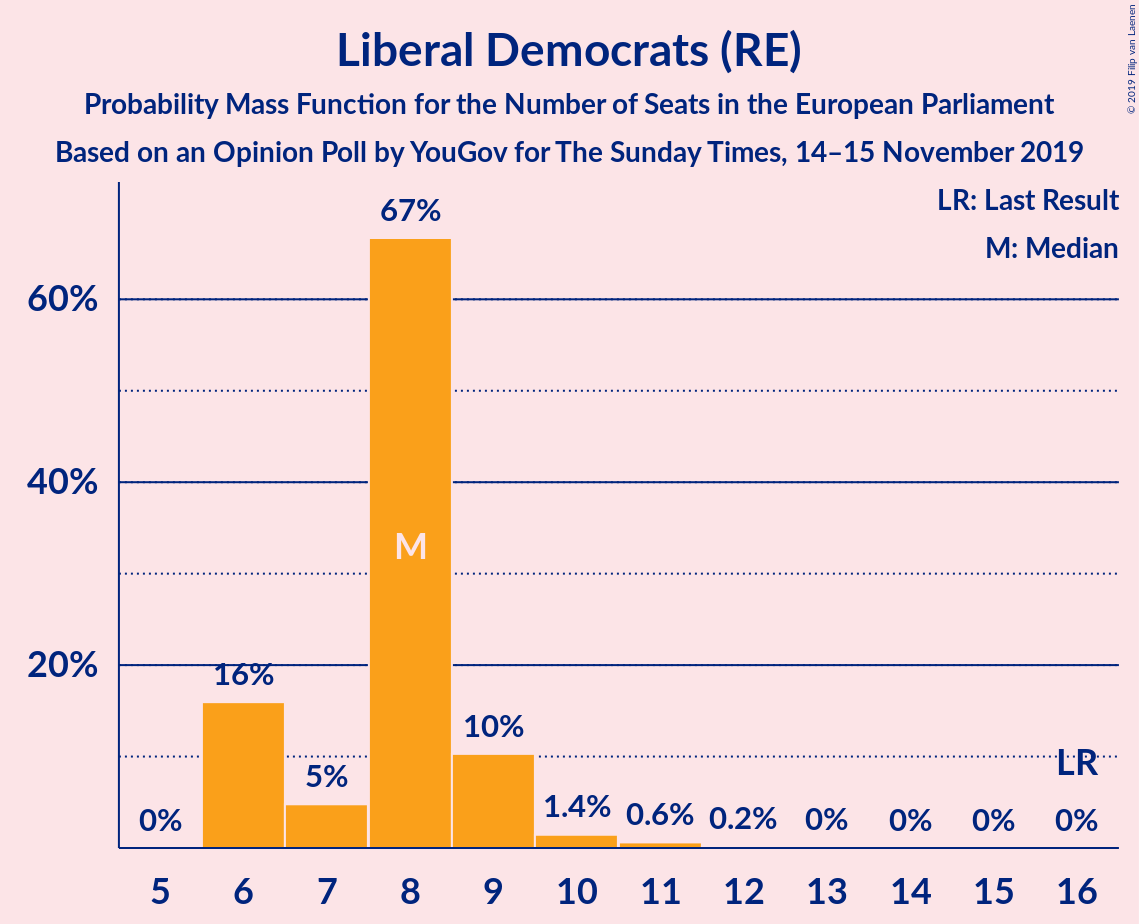 Liberal Democrats (RE)
Probability Mass Function for the Number of Seats in the European Parliament
Based on an Opinion Poll by YouGov for The Sunday Times, 14–15 November 2019
© 2019 Filip van Laenen
LR: Last Result
M: Median
60%
40%
20%
0%
16%
5%
67%
M
10%
1.4%
0.6%
0.2%
0%
0%
0%
LR
0%
5 6 7 8 9 10 11 12 13 14 15 16